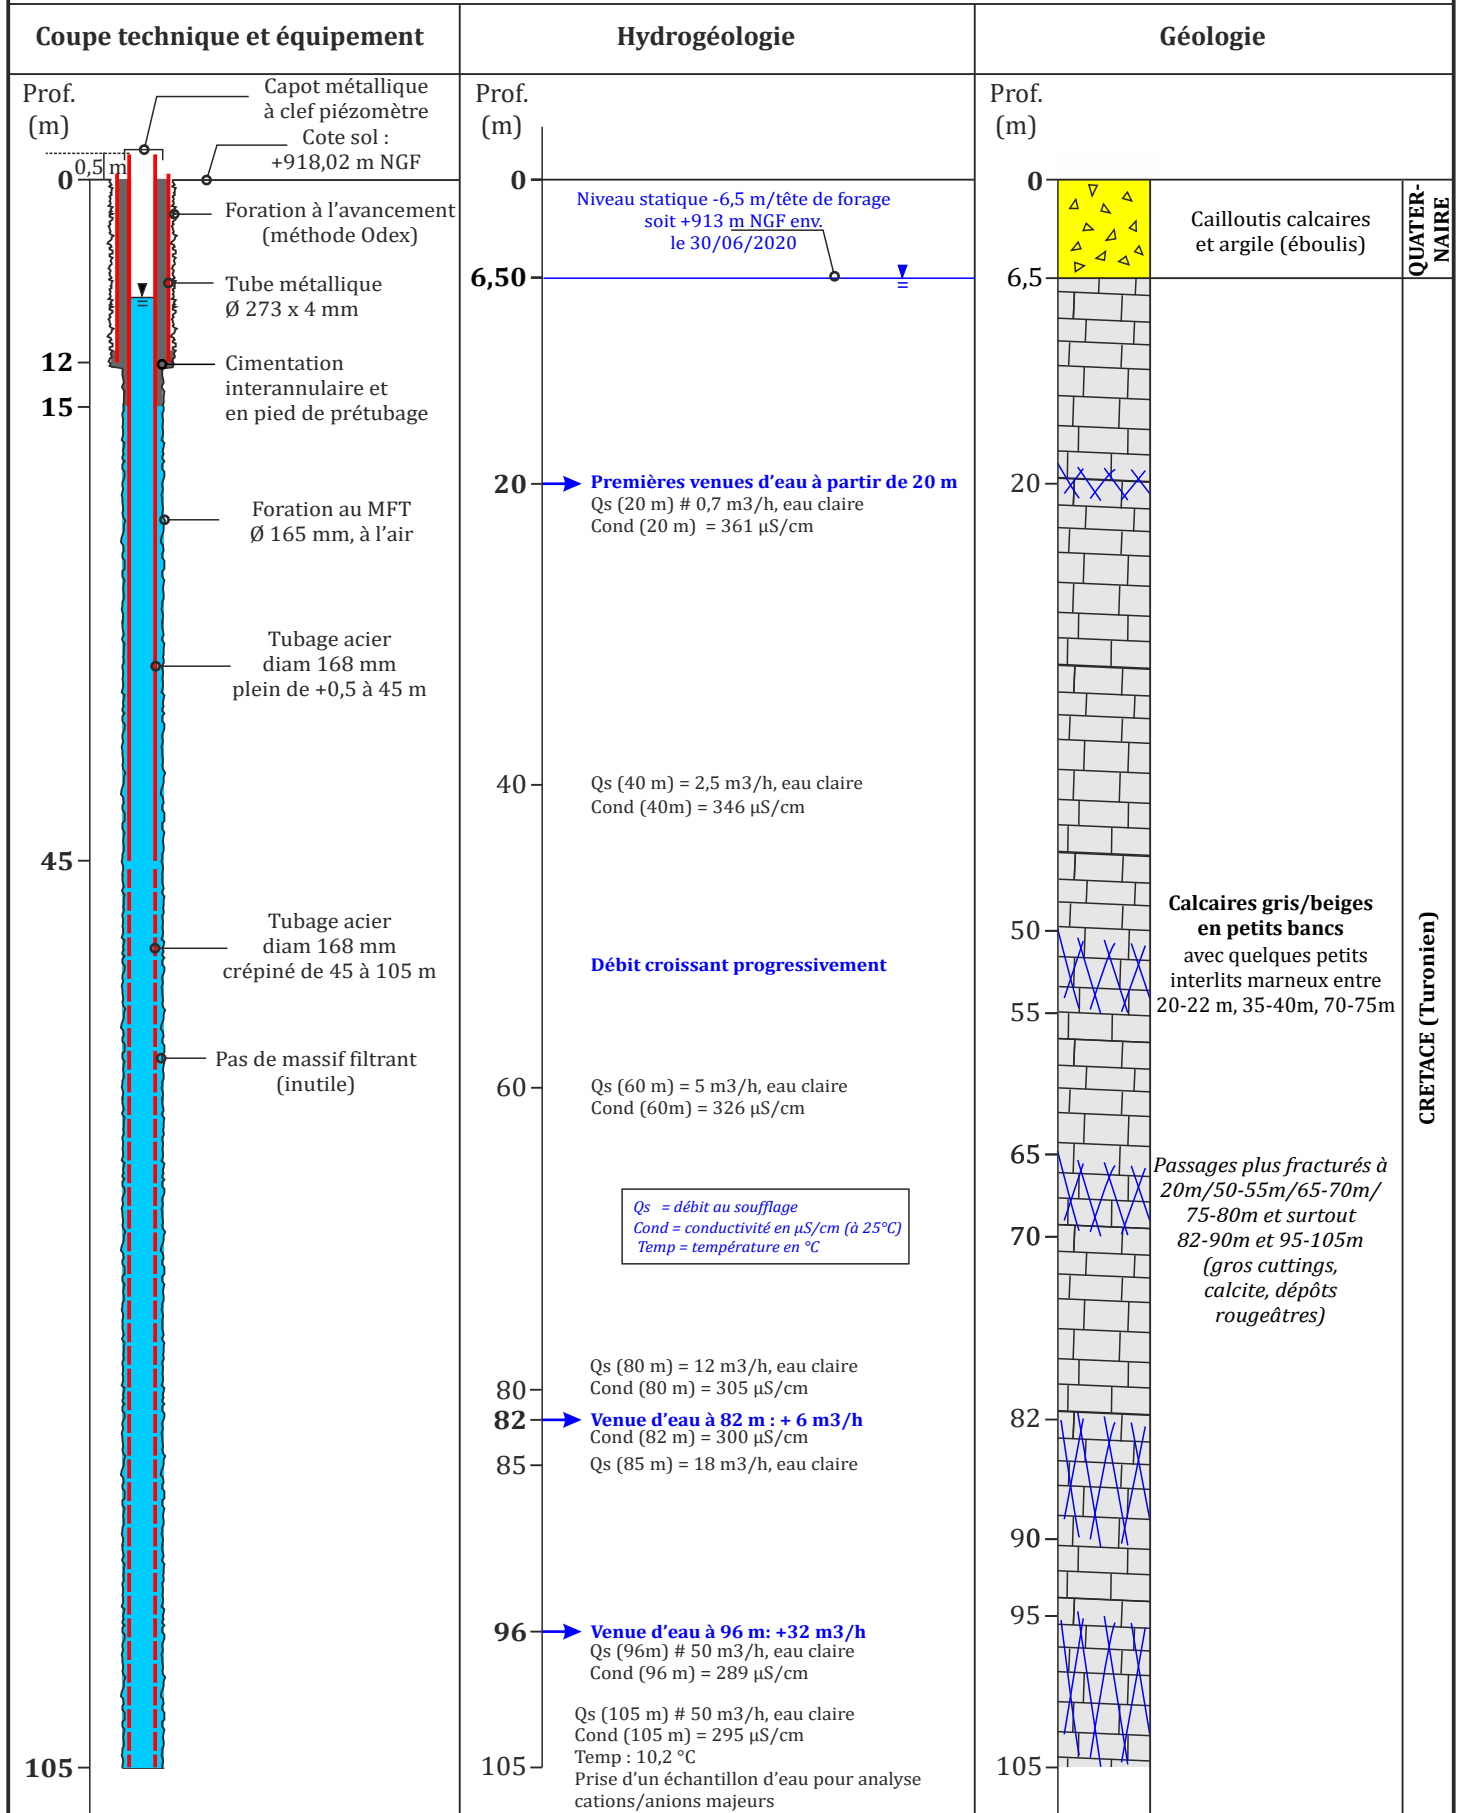 Coupe technique et équipement
Prof.
(m)
Capot métallique
à clef piézomètre
Cote sol :
+918,02 m NGF
0,5 m
0
Foration à l'avancement
(méthode Odex)
Tube métallique
Ø 273 x 4 mm
12
Cimentation
interannulaire et
en pied de prétubage
15
Foration au MFT
Ø 165 mm, à l'air
Tubage acier
diam 168 mm
plein de +0,5 à 45 m
45
Tubage acier
diam 168 mm
crépiné de 45 à 105 m
Pas de massif filtrant
(inutile)
105
Hydrogéologie
Prof.
(m)
0
Niveau statique -6,5 m/tête de forage
soit +913 m NGF env.
le 30/06/2020
6,50
20
Premières venues d'eau à partir de 20 m
Qs (20 m) # 0,7 m3/h, eau claire
Cond (20 m) = 361 µS/cm
40
Qs (40 m) = 2,5 m3/h, eau claire
Cond (40m) = 346 µS/cm
Débit croissant progressivement
60
Qs (60 m) = 5 m3/h, eau claire
Cond (60m) = 326 µS/cm
Qs = débit au soufflage
Cond = conductivité en µS/cm (à 25°C)
Temp = température en °C
Qs (80 m) = 12 m3/h, eau claire
80
Cond (80 m) = 305 µS/cm
82
Venue d'eau à 82 m : + 6 m3/h
Cond (82 m) = 300 µS/cm
85
Qs (85 m) = 18 m3/h, eau claire
96
Venue d'eau à 96 m: +32 m3/h
Qs (96m) # 50 m3/h, eau claire
Cond (96 m) = 289 µS/cm
Qs (105 m) # 50 m3/h, eau claire
Cond (105 m) = 295 µS/cm
Temp : 10,2 °C
105
Prise d'un échantillon d'eau pour analyse
cations/anions majeurs
Géologie
Prof.
(m)
0
Cailloutis calcaires
et argile (éboulis)
QUATER-
NAIRE
6,5
20
50
Calcaires gris/beiges
en petits bancs
avec quelques petits
interlits marneux entre
20-22 m, 35-40m, 70-75m
55
CRETACE (Turonien)
65
Passages plus fracturés à
20m/50-55m/65-70m/
75-80m et surtout
82-90m et 95-105m
(gros cuttings,
calcite, dépôts
rougeâtres)
70
82
90
95
105